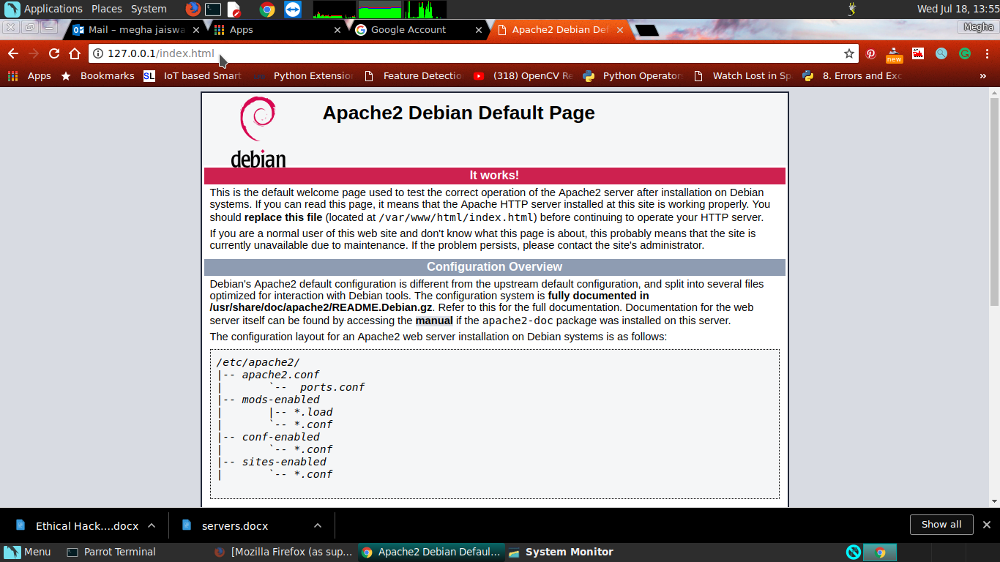 Applications Places System Wed Jul 18, 13:55
Mail – megha jaiswa Apps Google Account Apache2 Debian Def Megha
127.0.0.1/index.html new
Apps Bookmarks SL IoT based Smart Python Extensio Feature Detectio (318) OpenCV Re Python Operator Watch Lost in Sp 8. Errors and Exc »
debian
Apache2 Debian Default Page
It works!
This is the default welcome page used to test the correct operation of the Apache2 server after installation on Debian
systems. If you can read this page, it means that the Apache HTTP server installed at this site is working properly. You
should replace this file (located at /var/www/html/index.html) before continuing to operate your HTTP server.
If you are a normal user of this web site and don't know what this page is about, this probably means that the site is
currently unavailable due to maintenance. If the problem persists, please contact the site's administrator.
Configuration Overview
Debian's Apache2 default configuration is different from the upstream default configuration, and split into several files
optimized for interaction with Debian tools. The configuration system is fully documented in
/usr/share/doc/apache2/README.Debian.gz. Refer to this for the full documentation. Documentation for the web
server itself can be found by accessing the manual if the apache2-doc package was installed on this server.
The configuration layout for an Apache2 web server installation on Debian systems is as follows:
/etc/apache2/
|-- apache2.conf
|       `--  ports.conf
|-- mods-enabled
|       |-- *.load
|       `-- *.conf
|-- conf-enabled
|       `-- *.conf
|-- sites-enabled
|       `-- *.conf
Ethical Hack....docx servers.docx Show all
Menu Parrot Terminal [Mozilla Firefox (as sup... Apache2 Debian Defaul... System Monitor